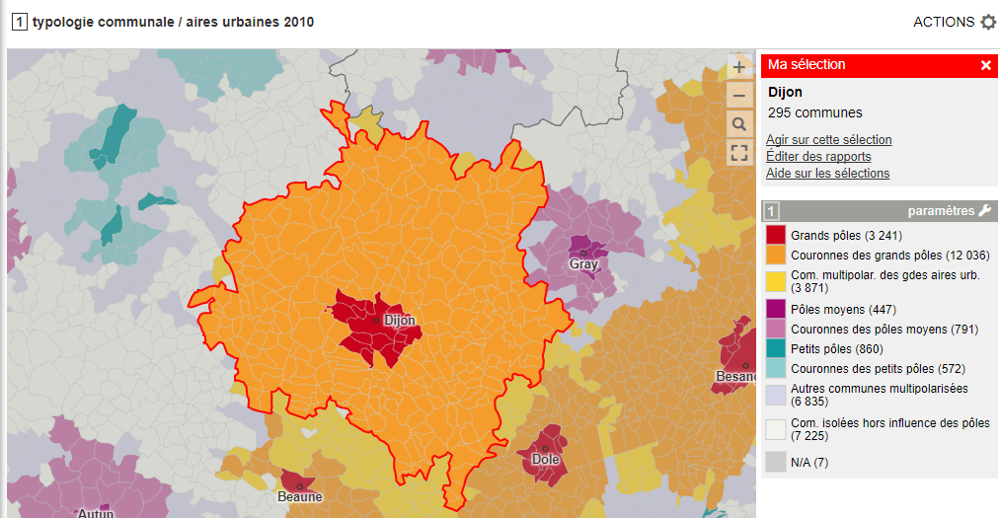 1 typologie communale / aires urbaines 2010
ACTIONS
Ma sélection ×
Dijon
295 communes
Agir sur cette sélection
Éditer des rapports
Aide sur les sélections
1 paramètres
Grands pôles (3 241)
Couronnes des grands pôles (12 036)
Com. multipolar. des gdes aires urb.
(3 871)
Pôles moyens (447)
Couronnes des pôles moyens (791)
Petits pôles (860)
Couronnes des petits pôles (572)
Autres communes multipolarisées
(6 835)
Com. isolées hors influence des pôles
(7 225)
N/A (7)
Gray
Dijon
Besanc
Dole
Beaune
Autun